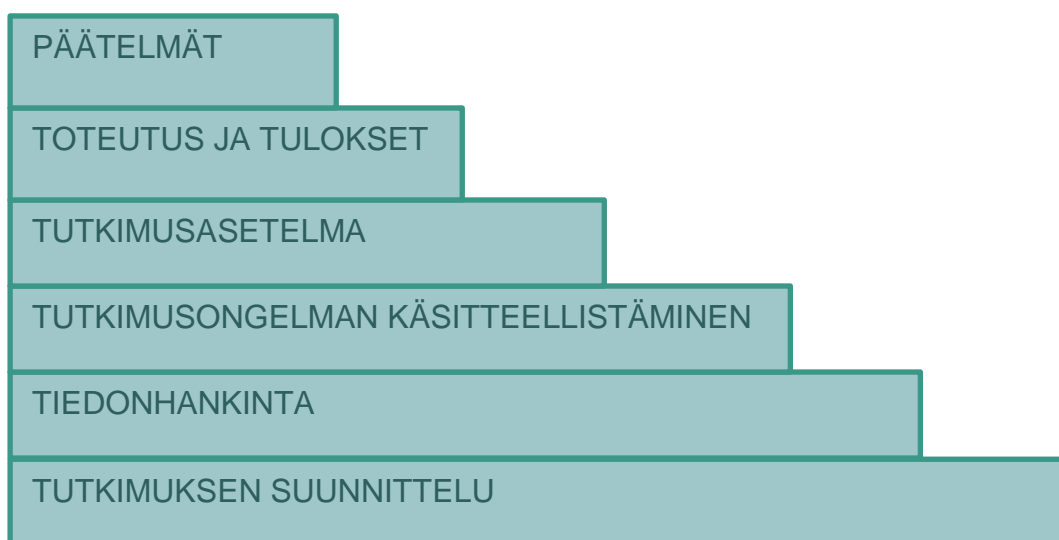 PÄÄTELMÄT
TOTEUTUS JA TULOKSET
TUTKIMUSASETELMA
TUTKIMUSONGELMAN KÄSITTEELLISTÄMINEN
TIEDONHANKINTA
TUTKIMUKSEN SUUNNITTELU